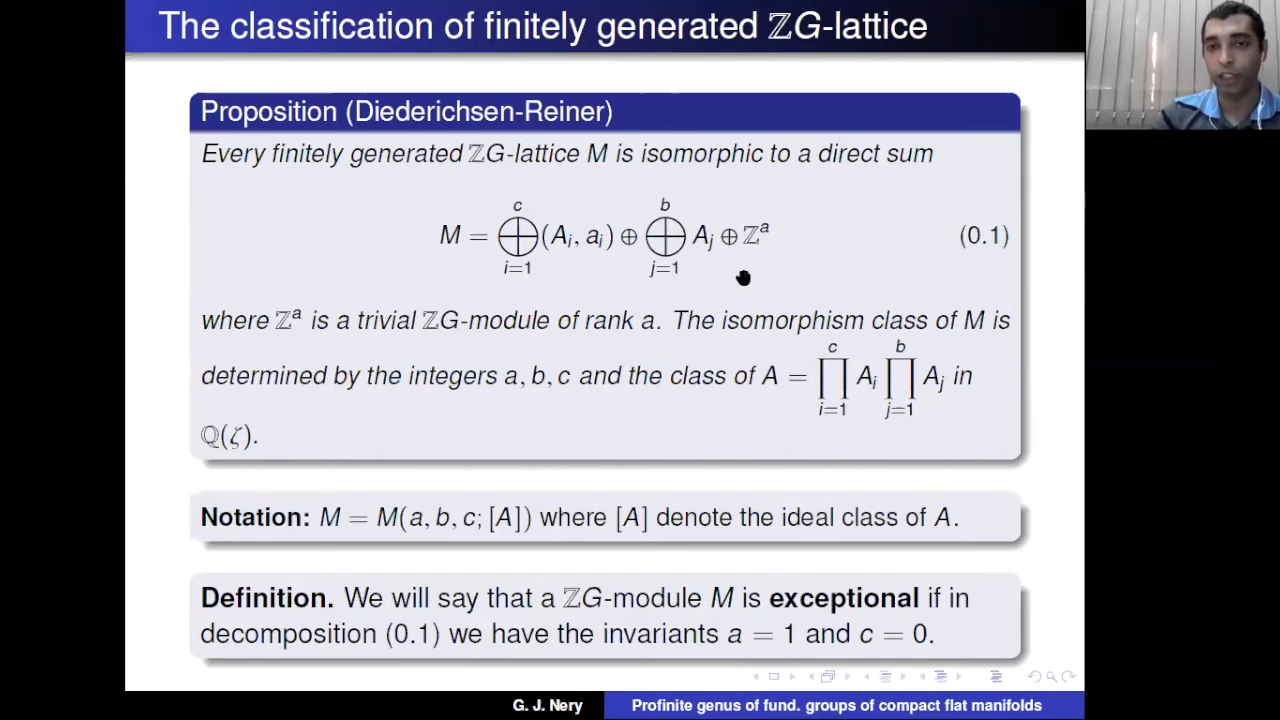 The classification of finitely generated ℤG-lattice
Proposition (Diederichsen-Reiner)
Every finitely generated ℤG-lattice M is isomorphic to a direct sum
M = ⨁_{i=1}^{c} (A_i, a_i) ⊕ ⨁_{j=1}^{b} A_j ⊕ ℤ^a (0.1)
where ℤ^a is a trivial ℤG-module of rank a. The isomorphism class of M is
determined by the integers a, b, c and the class of A = ∏_{i=1}^{c} A_i ∏_{j=1}^{b} A_j in
ℚ(ζ).
Notation: M = M(a, b, c; [A]) where [A] denote the ideal class of A.
Definition. We will say that a ℤG-module M is exceptional if in
decomposition (0.1) we have the invariants a = 1 and c = 0.
G. J. Nery Profinite genus of fund. groups of compact flat manifolds